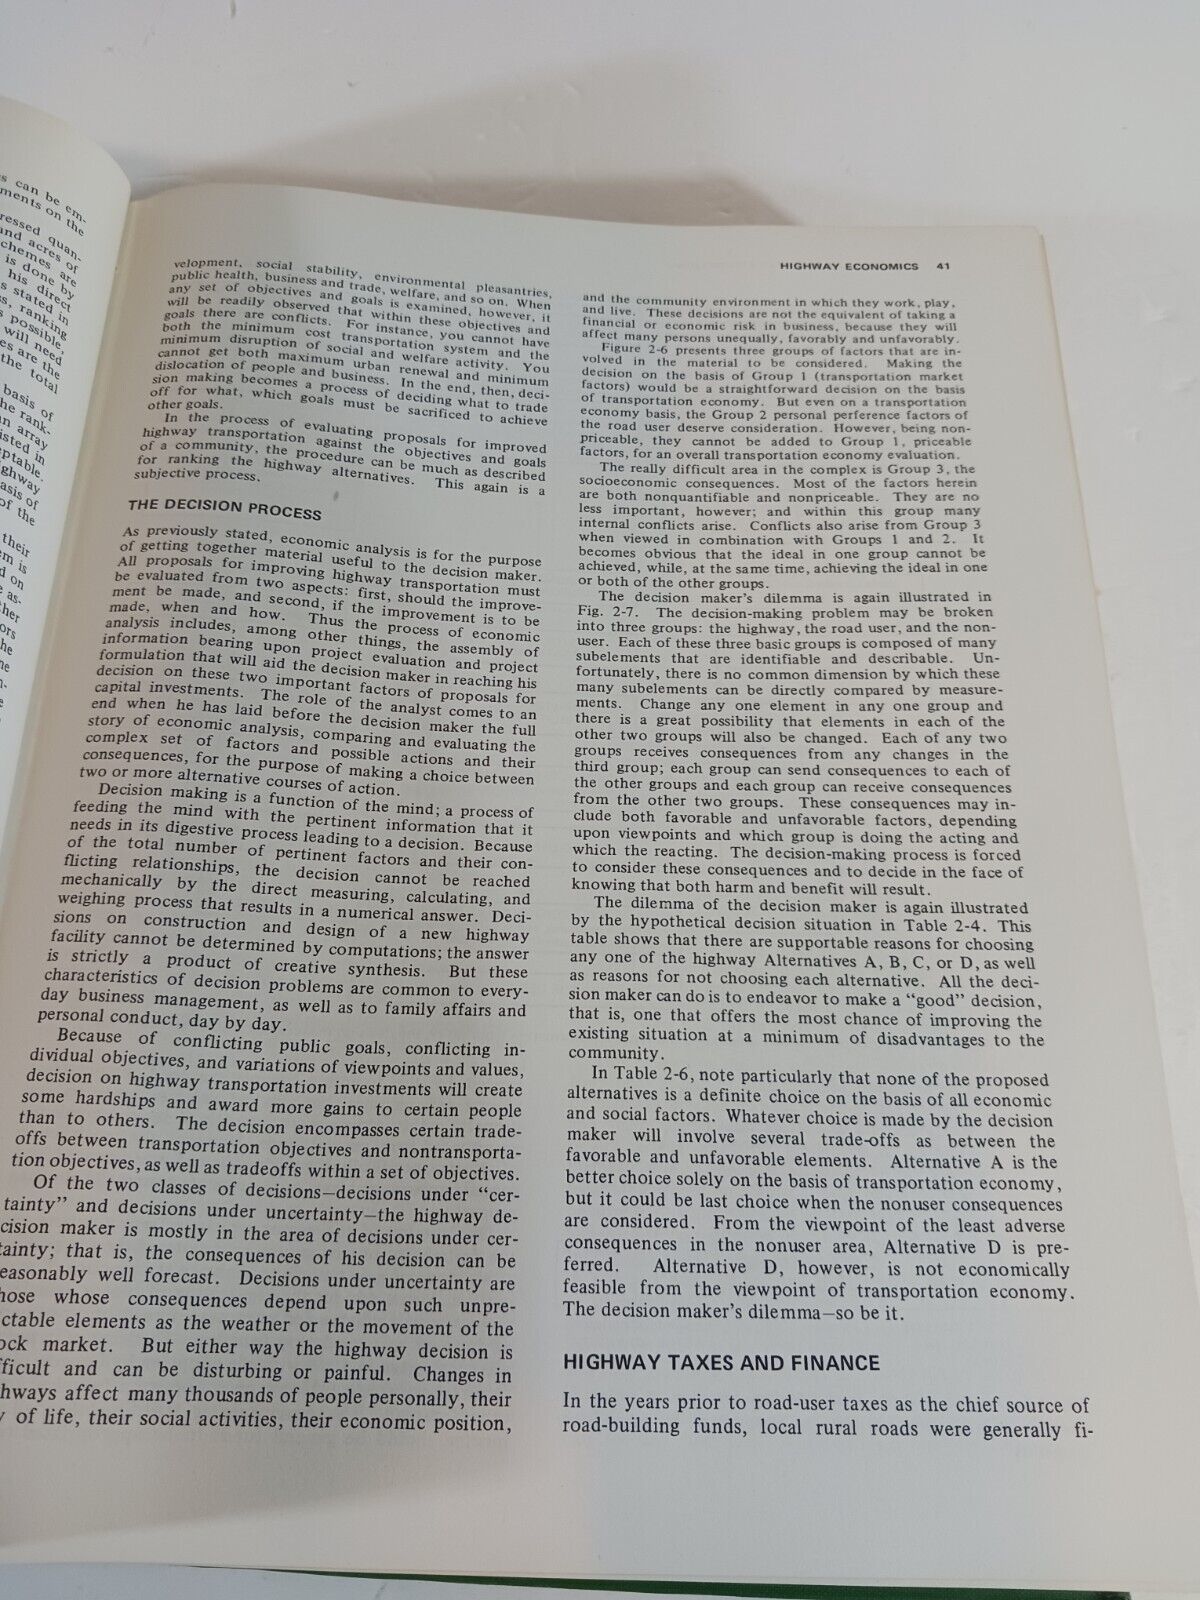 s can be em-
ments on the
ressed quan-
and acres of
chemes are
is done by
his direct
s stated in
s, ranking
s possible.
will need
es are the
the total
basis of
he rank-
n array
isted in
eptable.
ghway
asis of
of the
their
em is
d on
e as-
ther
ors
he
ne
n-
e
HIGHWAY ECONOMICS 41
velopment, social stability, environmental pleasantries,
public health, business and trade, welfare, and so on. When
any set of objectives and goals is examined, however, it
will be readily observed that within these objectives and
goals there are conflicts. For instance, you cannot have
both the minimum cost transportation system and the
minimum disruption of social and welfare activity. You
cannot get both maximum urban renewal and minimum
dislocation of people and business. In the end, then, deci-
sion making becomes a process of deciding what to trade
off for what, which goals must be sacrificed to achieve
other goals.
In the process of evaluating proposals for improved
highway transportation against the objectives and goals
of a community, the procedure can be much as described
for ranking the highway alternatives. This again is a
subjective process.
THE DECISION PROCESS
As previously stated, economic analysis is for the purpose
of getting together material useful to the decision maker.
All proposals for improving highway transportation must
be evaluated from two aspects: first, should the improve-
ment be made, and second, if the improvement is to be
made, when and how. Thus the process of economic
analysis includes, among other things, the assembly of
information bearing upon project evaluation and project
formulation that will aid the decision maker in reaching his
decision on these two important factors of proposals for
capital investments. The role of the analyst comes to an
end when he has laid before the decision maker the full
story of economic analysis, comparing and evaluating the
complex set of factors and possible actions and their
consequences, for the purpose of making a choice between
two or more alternative courses of action.
Decision making is a function of the mind; a process of
feeding the mind with the pertinent information that it
needs in its digestive process leading to a decision. Because
of the total number of pertinent factors and their con-
flicting relationships, the decision cannot be reached
mechanically by the direct measuring, calculating, and
weighing process that results in a numerical answer. Deci-
sions on construction and design of a new highway
facility cannot be determined by computations; the answer
is strictly a product of creative synthesis. But these
characteristics of decision problems are common to every-
day business management, as well as to family affairs and
personal conduct, day by day.
Because of conflicting public goals, conflicting in-
dividual objectives, and variations of viewpoints and values,
decision on highway transportation investments will create
some hardships and award more gains to certain people
than to others. The decision encompasses certain trade-
offs between transportation objectives and nontransporta-
tion objectives, as well as tradeoffs within a set of objectives.
Of the two classes of decisions—decisions under “cer-
tainty” and decisions under uncertainty—the highway de-
cision maker is mostly in the area of decisions under cer-
tainty; that is, the consequences of his decision can be
easonably well forecast. Decisions under uncertainty are
hose whose consequences depend upon such unpre-
ctable elements as the weather or the movement of the
ock market. But either way the highway decision is
fficult and can be disturbing or painful. Changes in
hways affect many thousands of people personally, their
y of life, their social activities, their economic position,
and the community environment in which they work, play,
and live. These decisions are not the equivalent of taking a
financial or economic risk in business, because they will
affect many persons unequally, favorably and unfavorably.
Figure 2-6 presents three groups of factors that are in-
volved in the material to be considered. Making the
decision on the basis of Group 1 (transportation market
factors) would be a straightforward decision on the basis
of transportation economy. But even on a transportation
economy basis, the Group 2 personal perference factors of
the road user deserve consideration. However, being non-
priceable, they cannot be added to Group 1, priceable
factors, for an overall transportation economy evaluation.
The really difficult area in the complex is Group 3, the
socioeconomic consequences. Most of the factors herein
are both nonquantifiable and nonpriceable. They are no
less important, however; and within this group many
internal conflicts arise. Conflicts also arise from Group 3
when viewed in combination with Groups 1 and 2. It
becomes obvious that the ideal in one group cannot be
achieved, while, at the same time, achieving the ideal in one
or both of the other groups.
The decision maker's dilemma is again illustrated in
Fig. 2-7. The decision-making problem may be broken
into three groups: the highway, the road user, and the non-
user. Each of these three basic groups is composed of many
subelements that are identifiable and describable. Un-
fortunately, there is no common dimension by which these
many subelements can be directly compared by measure-
ments. Change any one element in any one group and
there is a great possibility that elements in each of the
other two groups will also be changed. Each of any two
groups receives consequences from any changes in the
third group; each group can send consequences to each of
the other groups and each group can receive consequences
from the other two groups. These consequences may in-
clude both favorable and unfavorable factors, depending
upon viewpoints and which group is doing the acting and
which the reacting. The decision-making process is forced
to consider these consequences and to decide in the face of
knowing that both harm and benefit will result.
The dilemma of the decision maker is again illustrated
by the hypothetical decision situation in Table 2-4. This
table shows that there are supportable reasons for choosing
any one of the highway Alternatives A, B, C, or D, as well
as reasons for not choosing each alternative. All the deci-
sion maker can do is to endeavor to make a “good” decision,
that is, one that offers the most chance of improving the
existing situation at a minimum of disadvantages to the
community.
In Table 2-6, note particularly that none of the proposed
alternatives is a definite choice on the basis of all economic
and social factors. Whatever choice is made by the decision
maker will involve several trade-offs as between the
favorable and unfavorable elements. Alternative A is the
better choice solely on the basis of transportation economy,
but it could be last choice when the nonuser consequences
are considered. From the viewpoint of the least adverse
consequences in the nonuser area, Alternative D is pre-
ferred. Alternative D, however, is not economically
feasible from the viewpoint of transportation economy.
The decision maker's dilemma—so be it.
HIGHWAY TAXES AND FINANCE
In the years prior to road-user taxes as the chief source of
road-building funds, local rural roads were generally fi-